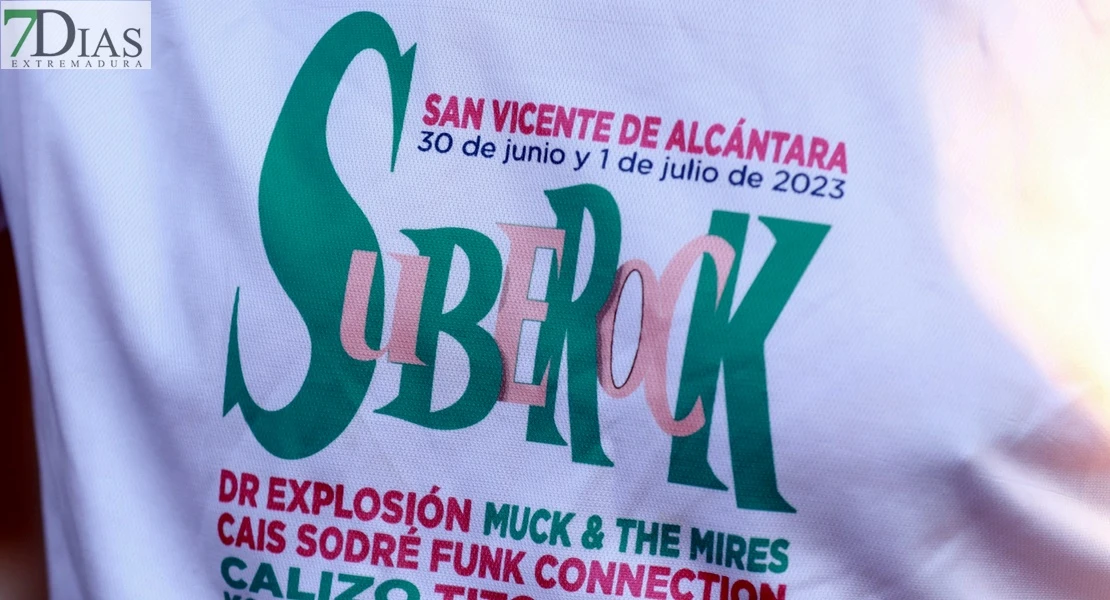 7DIAS
EXTREMADURA
SAN VICENTE DE ALCÁNTARA
30 de junio y 1 de julio de 2023
SuBEROCK
DR EXPLOSIÓN MUCK & THE MIRES
CAIS SODRÉ FUNK CONNECTION
CALIZO